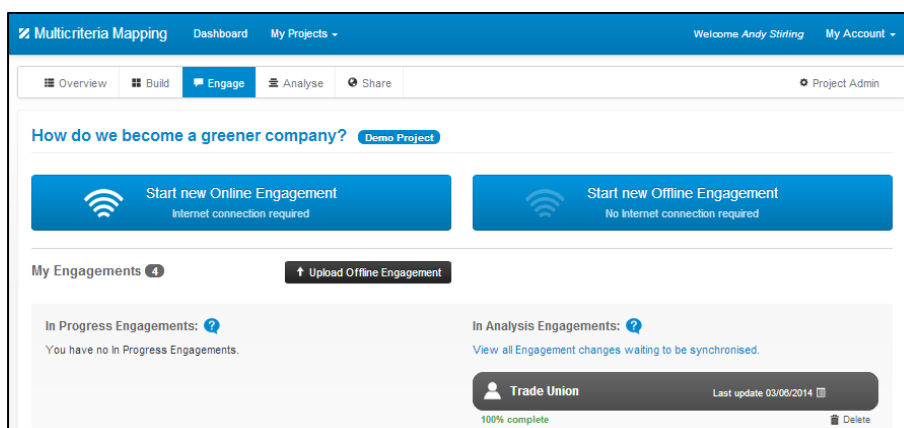 Multicriteria Mapping Dashboard My Projects Welcome Andy Stirling My Account
Overview Build Engage Analyse Share Project Admin
How do we become a greener company? Demo Project
Start new Online Engagement
Internet connection required
Start new Offline Engagement
No Internet connection required
My Engagements 4 Upload Offline Engagement
In Progress Engagements: ?
You have no In Progress Engagements.
In Analysis Engagements: ?
View all Engagement changes waiting to be synchronised.
Trade Union Last update 03/06/2014
100% complete Delete